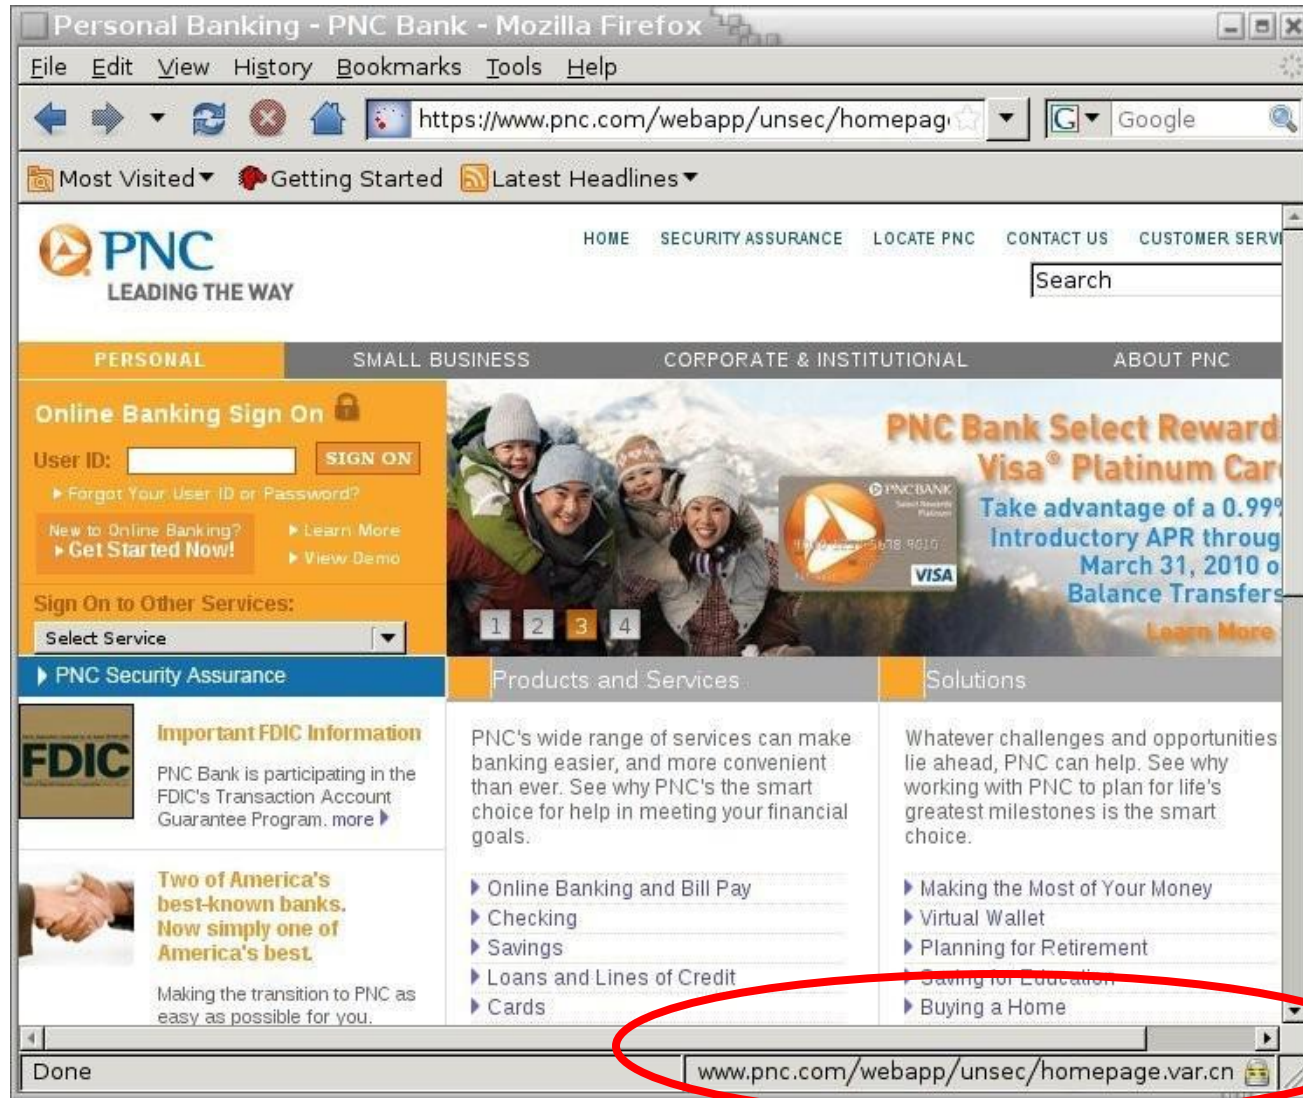 Personal Banking - PNC Bank - Mozilla Firefox
File Edit View History Bookmarks Tools Help
https://www.pnc.com/webapp/unsec/homepag
G Google
Most Visited Getting Started Latest Headlines
PNC
LEADING THE WAY
HOME SECURITY ASSURANCE LOCATE PNC CONTACT US CUSTOMER SERVI
Search
PERSONAL SMALL BUSINESS CORPORATE & INSTITUTIONAL ABOUT PNC
Online Banking Sign On
User ID: SIGN ON
Forgot Your User ID or Password?
New to Online Banking?
Get Started Now!
Learn More
View Demo
Sign On to Other Services:
Select Service
PNC Bank Select Reward
Visa® Platinum Car
Take advantage of a 0.99%
Introductory APR throug
March 31, 2010 o
Balance Transfers
Learn More
PNC BANK
Select Rewards
Platinum
VISA
1 2 3 4
PNC Security Assurance
FDIC
Important FDIC Information
PNC Bank is participating in the
FDIC's Transaction Account
Guarantee Program. more
Two of America's
best-known banks.
Now simply one of
America's best.
Making the transition to PNC as
easy as possible for you.
Products and Services
PNC's wide range of services can make
banking easier, and more convenient
than ever. See why PNC's the smart
choice for help in meeting your financial
goals.
Online Banking and Bill Pay
Checking
Savings
Loans and Lines of Credit
Cards
Solutions
Whatever challenges and opportunities
lie ahead, PNC can help. See why
working with PNC to plan for life's
greatest milestones is the smart
choice.
Making the Most of Your Money
Virtual Wallet
Planning for Retirement
Saving for Education
Buying a Home
Done
www.pnc.com/webapp/unsec/homepage.var.cn